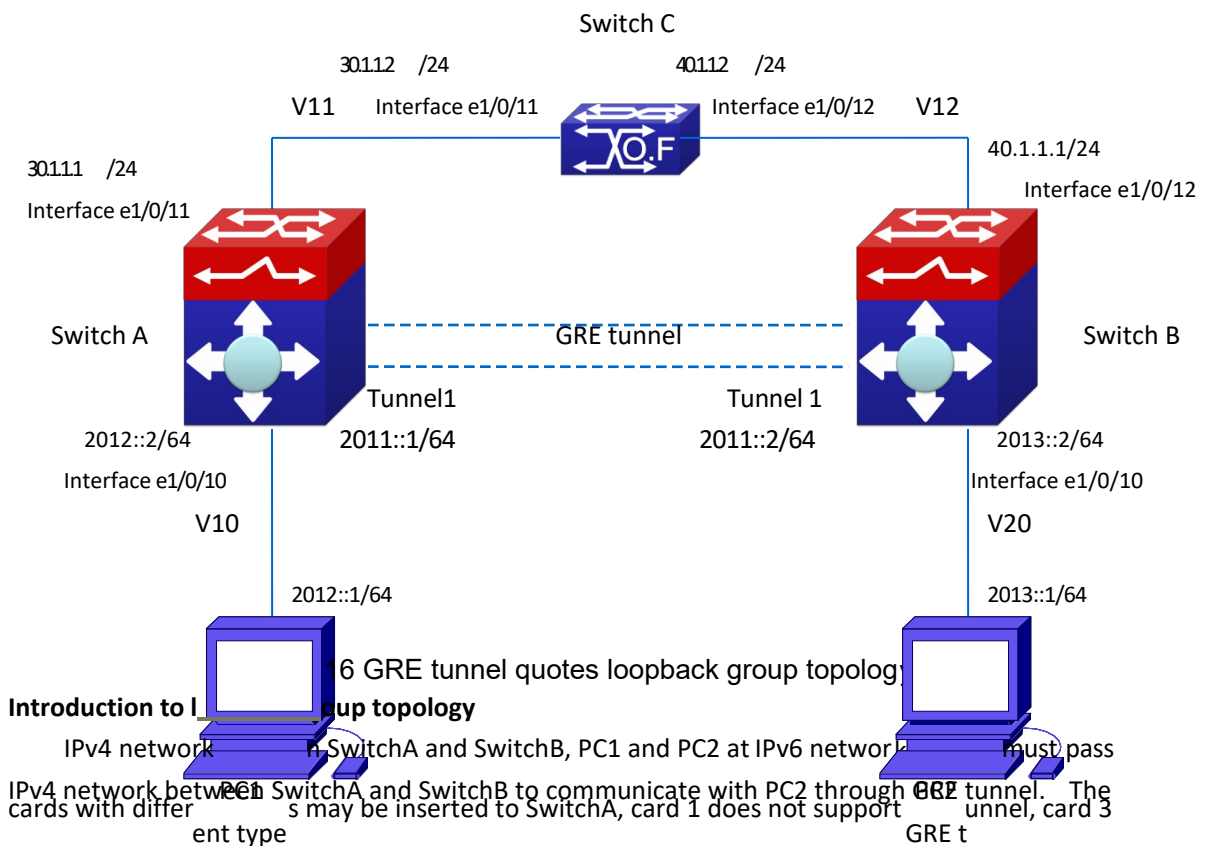 Switch C
30.1.1.2 /24
40.1.1.2 /24
V11
Interface e1/0/11
Interface e1/0/12
V12
O.F
30.1.1.1 /24
Interface e1/0/11
40.1.1.1/24
Interface e1/0/12
Switch A
GRE tunnel
Switch B
Tunnel1
Tunnel 1
2012::2/64
2011::1/64
2011::2/64
2013::2/64
Interface e1/0/10
Interface e1/0/10
V10
V20
2012::1/64
2013::1/64
16 GRE tunnel quotes loopback group topology
Introduction to l oup topology
IPv4 network n SwitchA and SwitchB, PC1 and PC2 at IPv6 network must pass
IPv4 network between SwitchA and SwitchB to communicate with PC2 through GRE tunnel. The
PC1
PC2
cards with differ s may be inserted to SwitchA, card 1 does not support unnel, card 3
ent type
GRE t